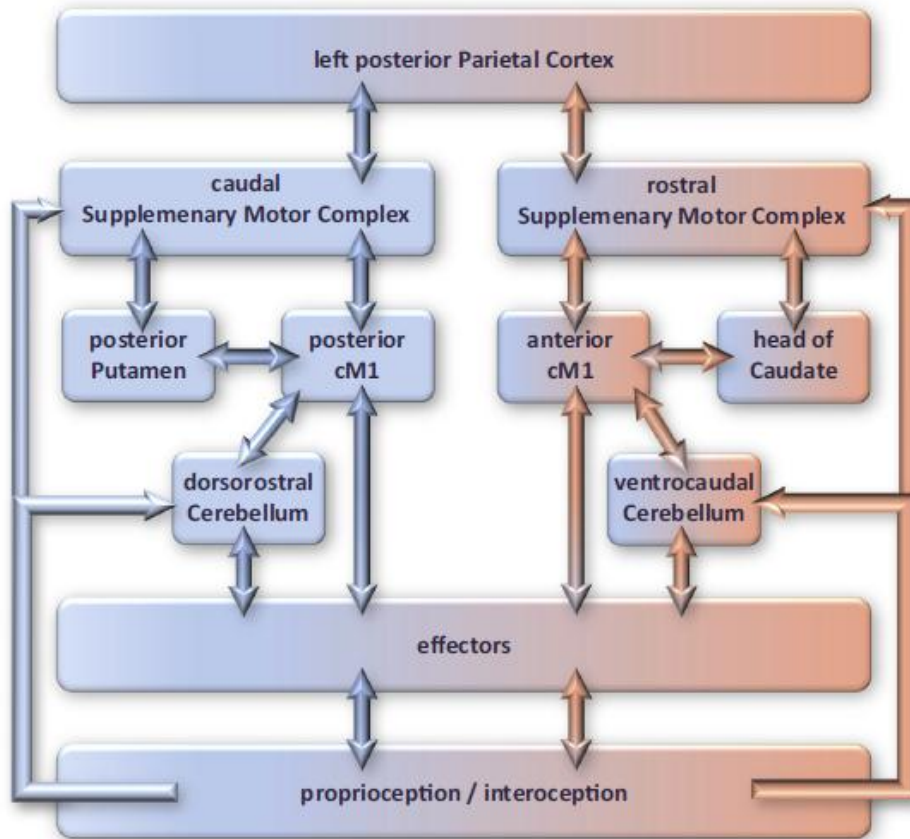 left posterior Parietal Cortex
caudal
Supplemenary Motor Complex
rostral
Supplemenary Motor Complex
posterior
Putamen
posterior
cM1
anterior
cM1
head of
Caudate
dorsorostral
Cerebellum
ventrocaudal
Cerebellum
effectors
proprioception / interoception